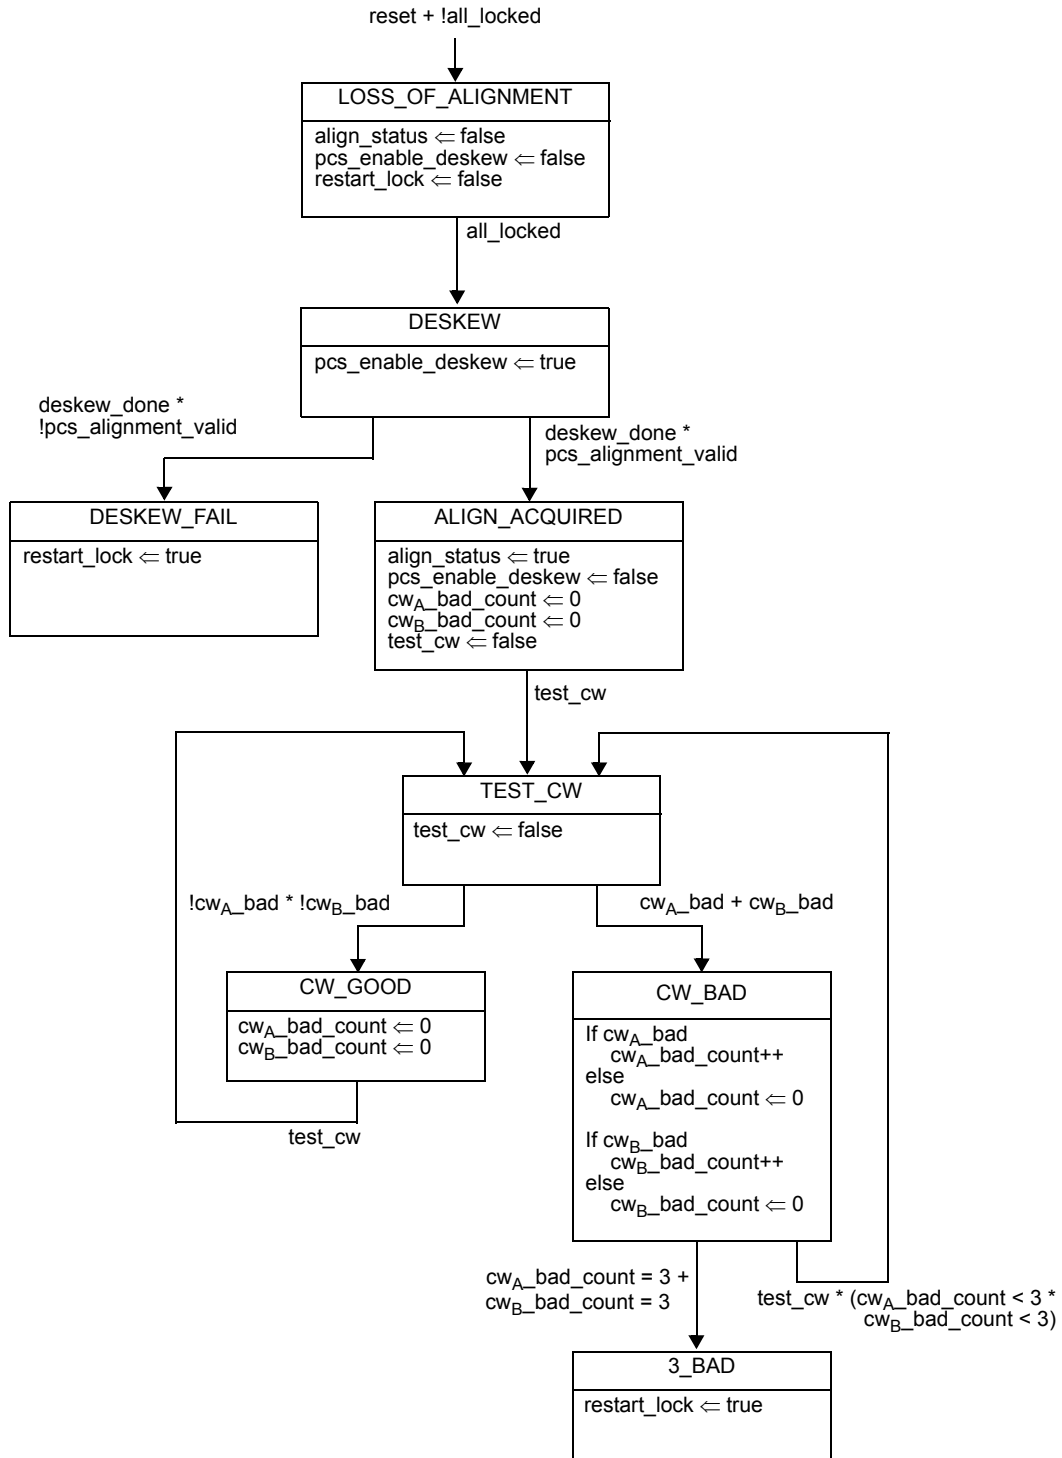 reset + !all_locked
LOSS_OF_ALIGNMENT
align_status ⇐ false
pcs_enable_deskew ⇐ false
restart_lock ⇐ false
all_locked
DESKEW
pcs_enable_deskew ⇐ true
deskew_done *
!pcs_alignment_valid
deskew_done *
pcs_alignment_valid
DESKEW_FAIL
restart_lock ⇐ true
ALIGN_ACQUIRED
align_status ⇐ true
pcs_enable_deskew ⇐ false
cwA_bad_count ⇐ 0
cwB_bad_count ⇐ 0
test_cw ⇐ false
test_cw
TEST_CW
test_cw ⇐ false
!cwA_bad * !cwB_bad
cwA_bad + cwB_bad
CW_GOOD
cwA_bad_count ⇐ 0
cwB_bad_count ⇐ 0
test_cw
CW_BAD
If cwA_bad
cwA_bad_count++
else
cwA_bad_count ⇐ 0
If cwB_bad
cwB_bad_count++
else
cwB_bad_count ⇐ 0
cwA_bad_count = 3 +
cwB_bad_count = 3
test_cw * (cwA_bad_count < 3 *
cwB_bad_count < 3)
3_BAD
restart_lock ⇐ true